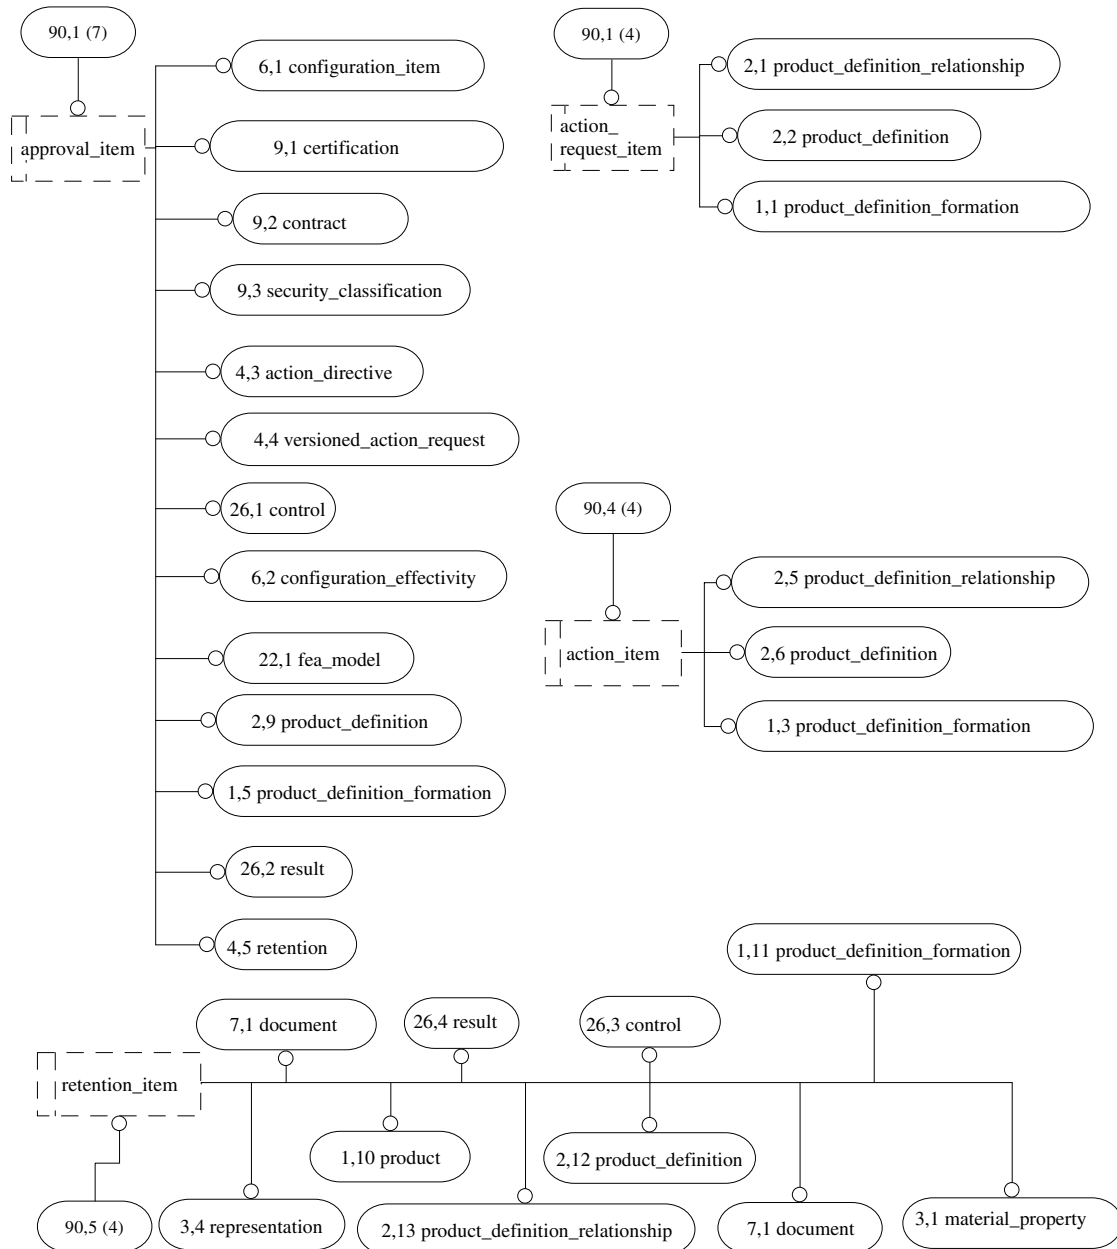 90,1 (7)
approval_item
6,1 configuration_item
9,1 certification
9,2 contract
9,3 security_classification
4,3 action_directive
4,4 versioned_action_request
26,1 control
6,2 configuration_effectivity
22,1 fea_model
2,9 product_definition
1,5 product_definition_formation
26,2 result
4,5 retention
90,1 (4)
action_
request_item
2,1 product_definition_relationship
2,2 product_definition
1,1 product_definition_formation
90,4 (4)
action_item
2,5 product_definition_relationship
2,6 product_definition
1,3 product_definition_formation
1,11 product_definition_formation
7,1 document
26,4 result
26,3 control
retention_item
1,10 product
2,12 product_definition
90,5 (4)
3,4 representation
2,13 product_definition_relationship
7,1 document
3,1 material_property